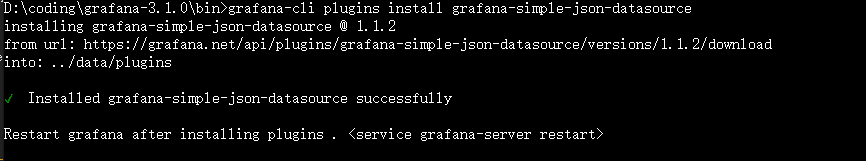 D:\coding\grafana-3.1.0\bin>grafana-cli plugins install grafana-simple-json-datasource
installing grafana-simple-json-datasource @ 1.1.2
from url: https://grafana.net/api/plugins/grafana-simple-json-datasource/versions/1.1.2/download
into: ../data/plugins
✓ Installed grafana-simple-json-datasource successfully
Restart grafana after installing plugins . <service grafana-server restart>